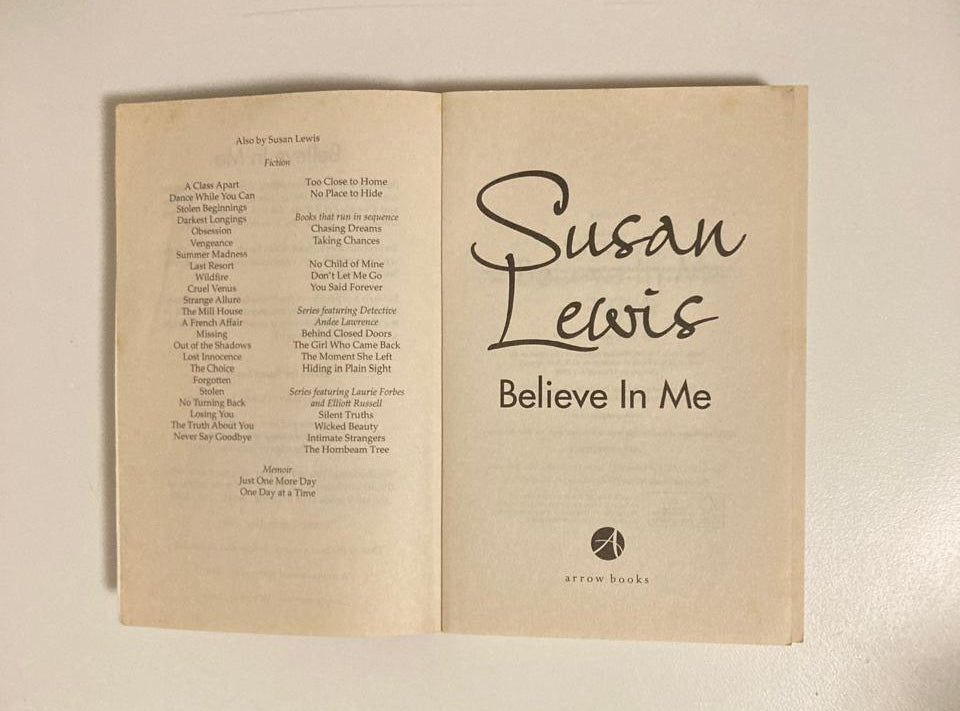 Also by Susan Lewis
Fiction
A Class Apart
Dance While You Can
Stolen Beginnings
Darkest Longings
Obsession
Vengeance
Summer Madness
Last Resort
Wildfire
Cruel Venus
Strange Allure
The Mill House
A French Affair
Missing
Out of the Shadows
Lost Innocence
The Choice
Forgotten
Stolen
No Turning Back
Losing You
The Truth About You
Never Say Goodbye
Too Close to Home
No Place to Hide
Books that run in sequence
Chasing Dreams
Taking Chances
No Child of Mine
Don't Let Me Go
You Said Forever
Series featuring Detective
Andee Lawrence
Behind Closed Doors
The Girl Who Came Back
The Moment She Left
Hiding in Plain Sight
Series featuring Laurie Forbes
and Elliott Russell
Silent Truths
Wicked Beauty
Intimate Strangers
The Hornbeam Tree
Memoir
Just One More Day
One Day at a Time
Susan
Lewis
Believe In Me
A
arrow books